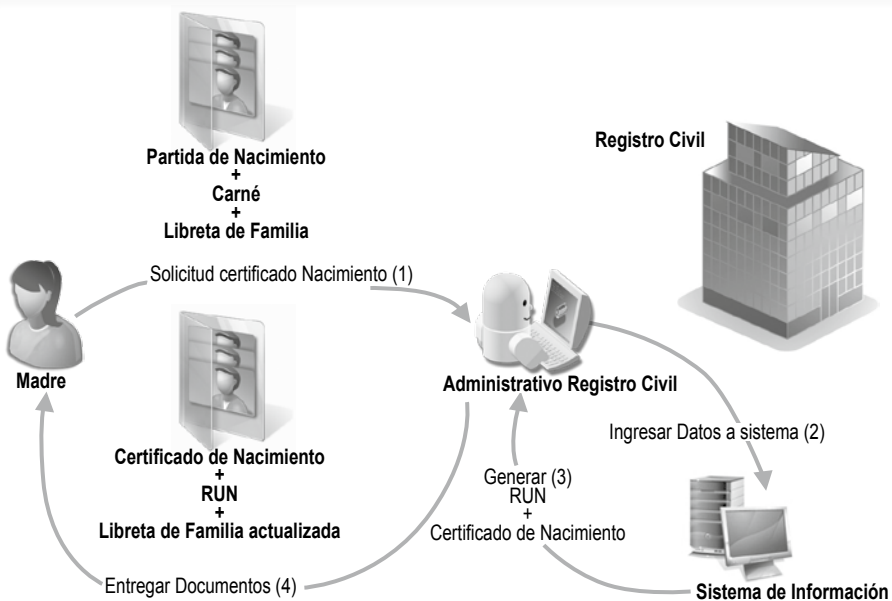 Partida de Nacimiento
+
Carné
+
Libreta de Familia
Registro Civil
Solicitud certificado Nacimiento (1)
Madre
Administrativo Registro Civil
Certificado de Nacimiento
+
RUN
+
Libreta de Familia actualizada
Ingresar Datos a sistema (2)
Generar (3)
RUN
+
Certificado de Nacimiento
Entregar Documentos (4)
Sistema de Información